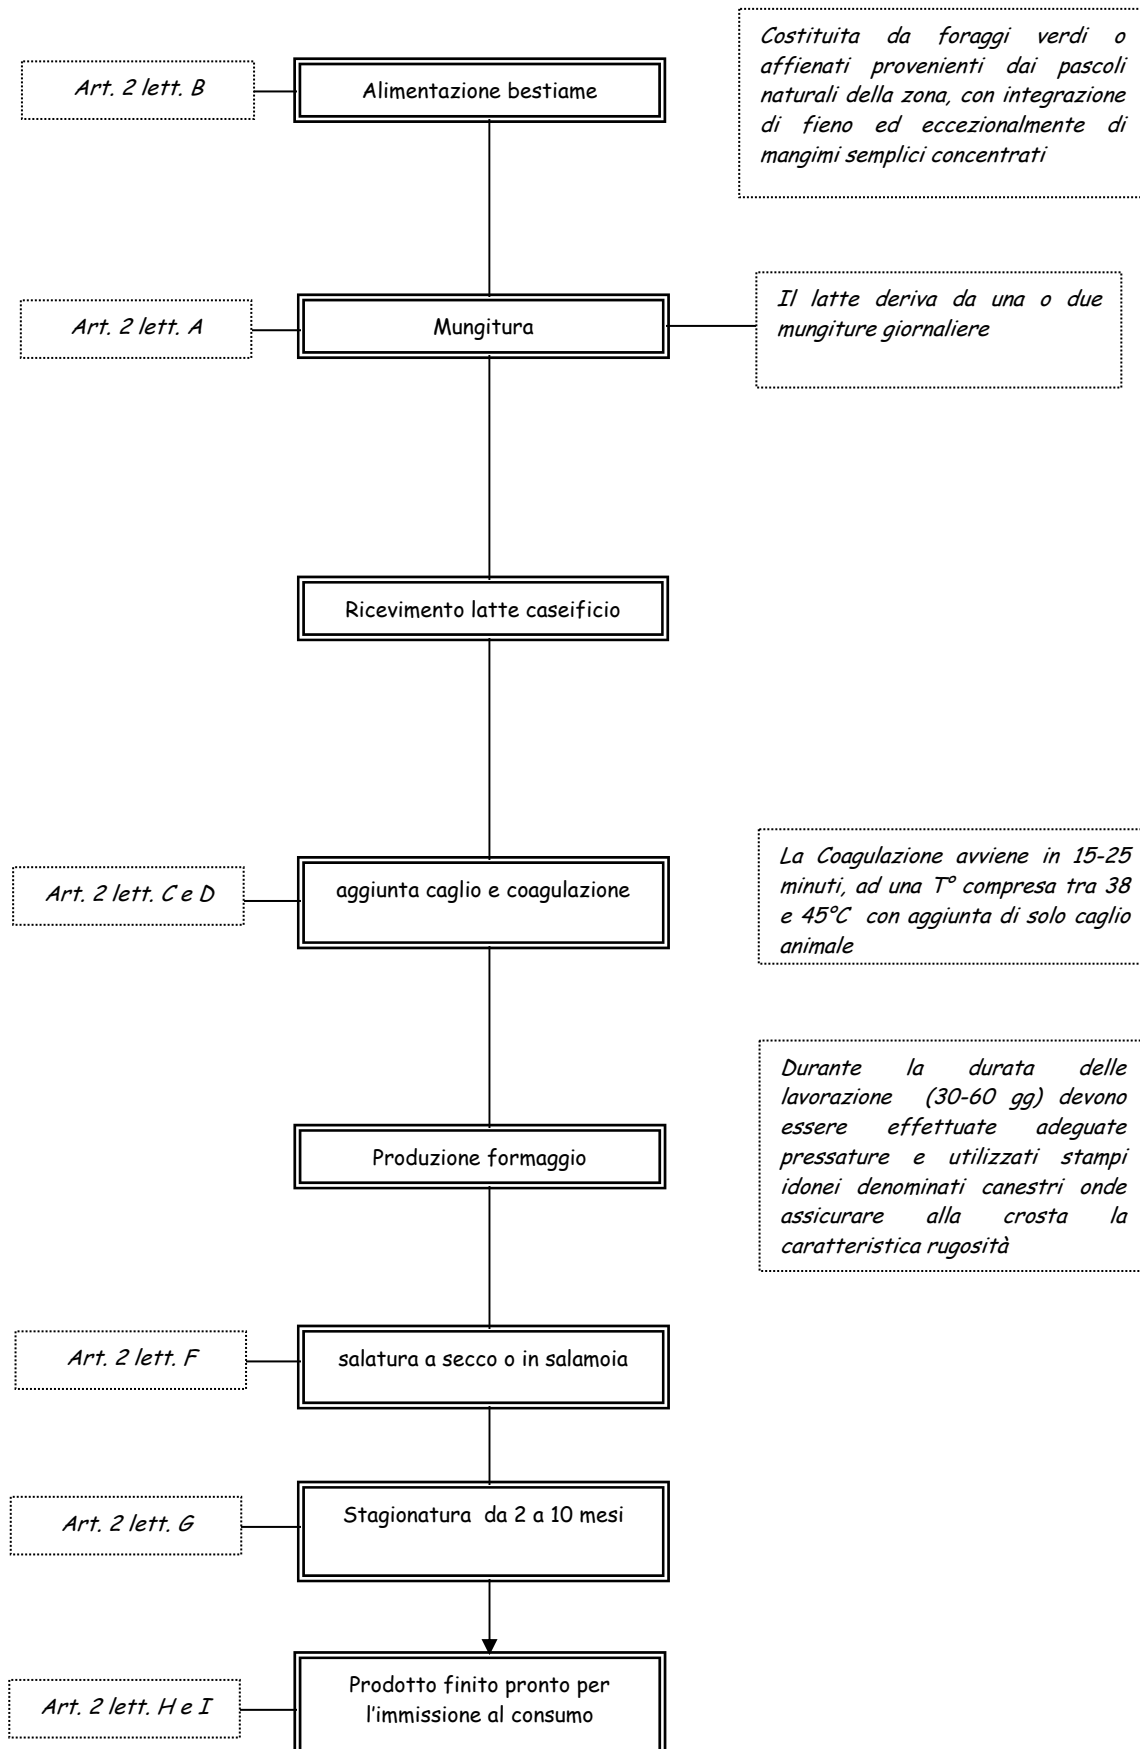 Art. 2 lett. B
Alimentazione bestiame
Costituita da foraggi verdi o
affienati provenienti dai pascoli
naturali della zona, con integrazione
di fieno ed eccezionalmente di
mangimi semplici concentrati
Art. 2 lett. A
Mungitura
Il latte deriva da una o due
mungiture giornaliere
Ricevimento latte caseificio
Art. 2 lett. C e D
aggiunta caglio e coagulazione
La Coagulazione avviene in 15-25
minuti, ad una T° compresa tra 38
e 45°C con aggiunta di solo caglio
animale
Produzione formaggio
Durante la durata delle
lavorazione (30-60 gg) devono
essere effettuate adeguate
pressature e utilizzati stampi
idonei denominati canestri onde
assicurare alla crosta la
caratteristica rugosità
Art. 2 lett. F
salatura a secco o in salamoia
Art. 2 lett. G
Stagionatura da 2 a 10 mesi
Art. 2 lett. H e I
Prodotto finito pronto per
l'immissione al consumo